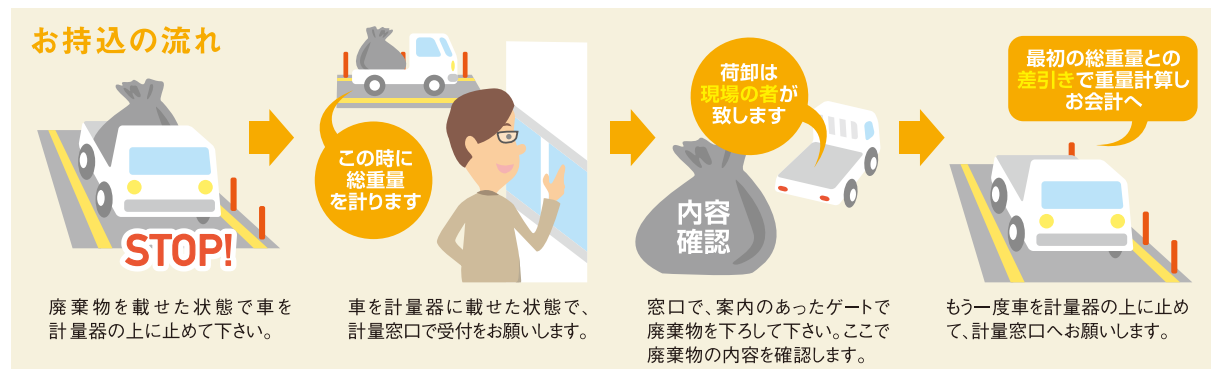 お持込の流れ
STOP!
廃棄物を載せた状態で車を
計量器の上に止めて下さい。
この時に
総重量
を計ります
車を計量器に載せた状態で、
計量窓口で受付をお願いします。
荷卸は
現場の者が
致します
内容
確認
窓口で、案内のあったゲートで
廃棄物を下ろして下さい。ここで
廃棄物の内容を確認します。
最初の総重量との
差引きで重量計算し
お会計へ
もう一度車を計量器の上に止め
て、計量窓口へお願いします。